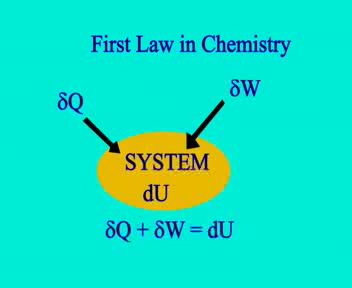 First Law in Chemistry
δW
δQ
SYSTEM
dU
δQ + δW = dU